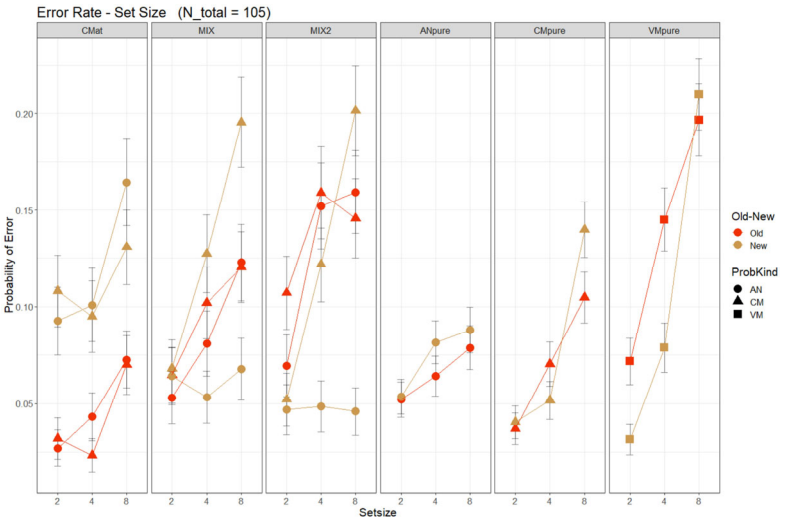 Error Rate - Set Size (N_total = 105)
CMat MIX MIX2 ANpure CMpure VMpure
0.20
0.15
0.10
0.05
Probability of Error
2 4 8 2 4 8 2 4 8 2 4 8 2 4 8 2 4 8
Setsize
Old-New
Old
New
ProbKind
AN
CM
VM